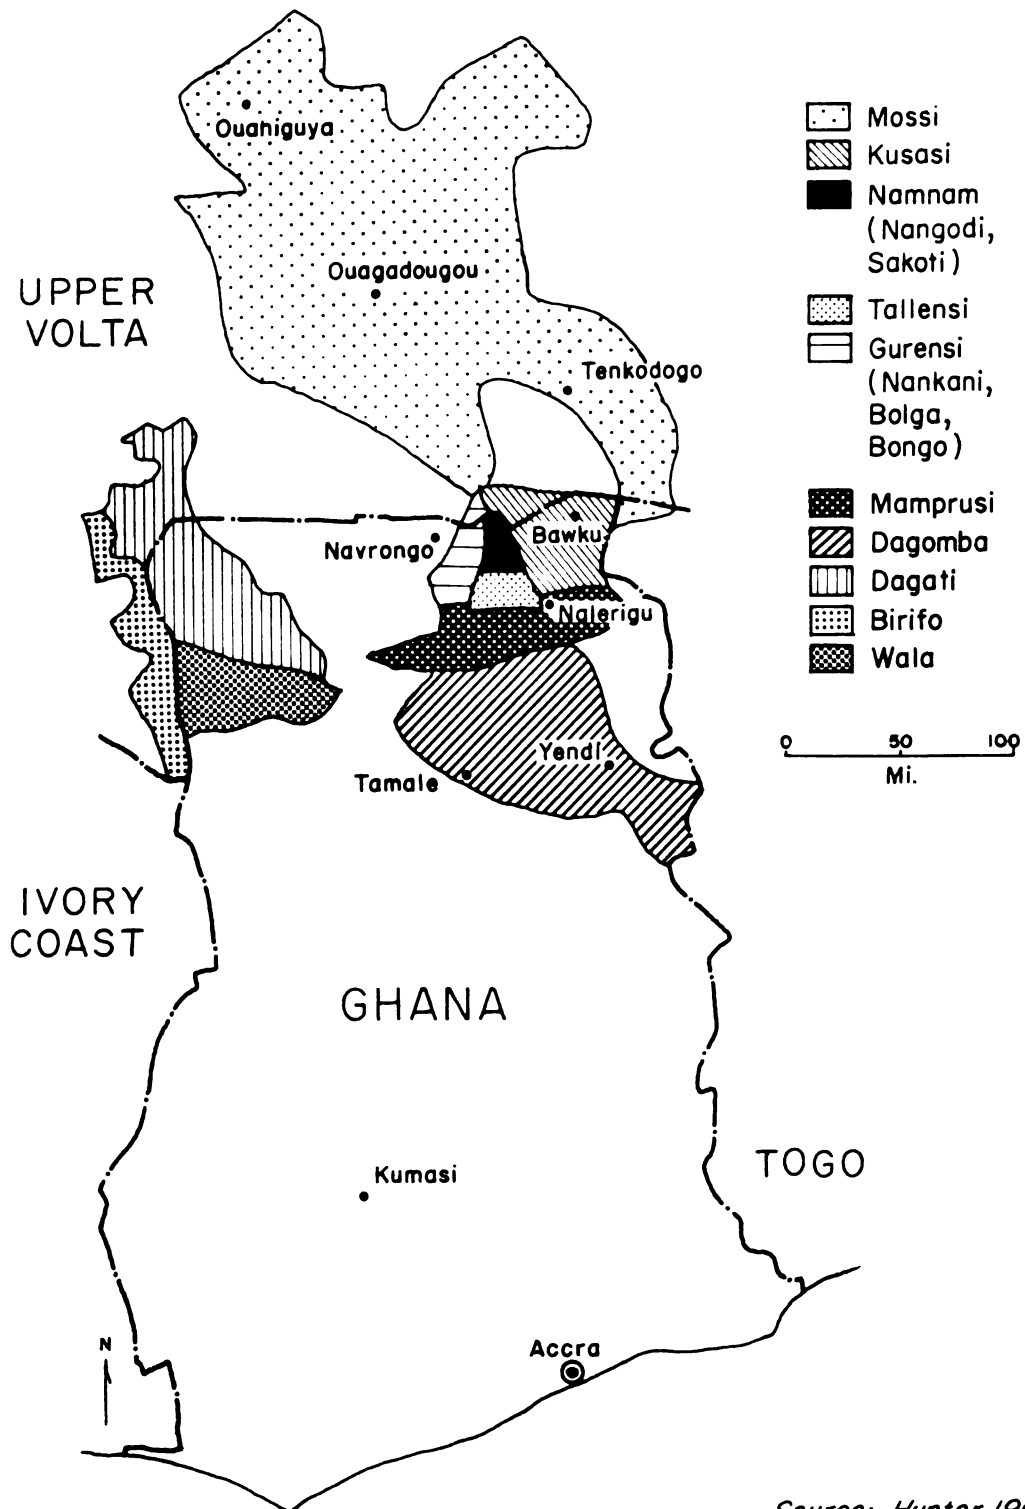 Ouahiguya
Ouagadougou
UPPER
VOLTA
Tenkodogo
Navrongo
Bawku
Nalerigu
Yendi
Tamale
IVORY
COAST
GHANA
Kumasi
TOGO
Accra
N
Mossi
Kusasi
Namnam
(Nangodi,
Sakoti)
Tallensi
Gurensi
(Nankani,
Bolga,
Bongo)
Mamprusi
Dagomba
Dagati
Birifo
Wala
0 50 100
Mi.
Source: Hunter